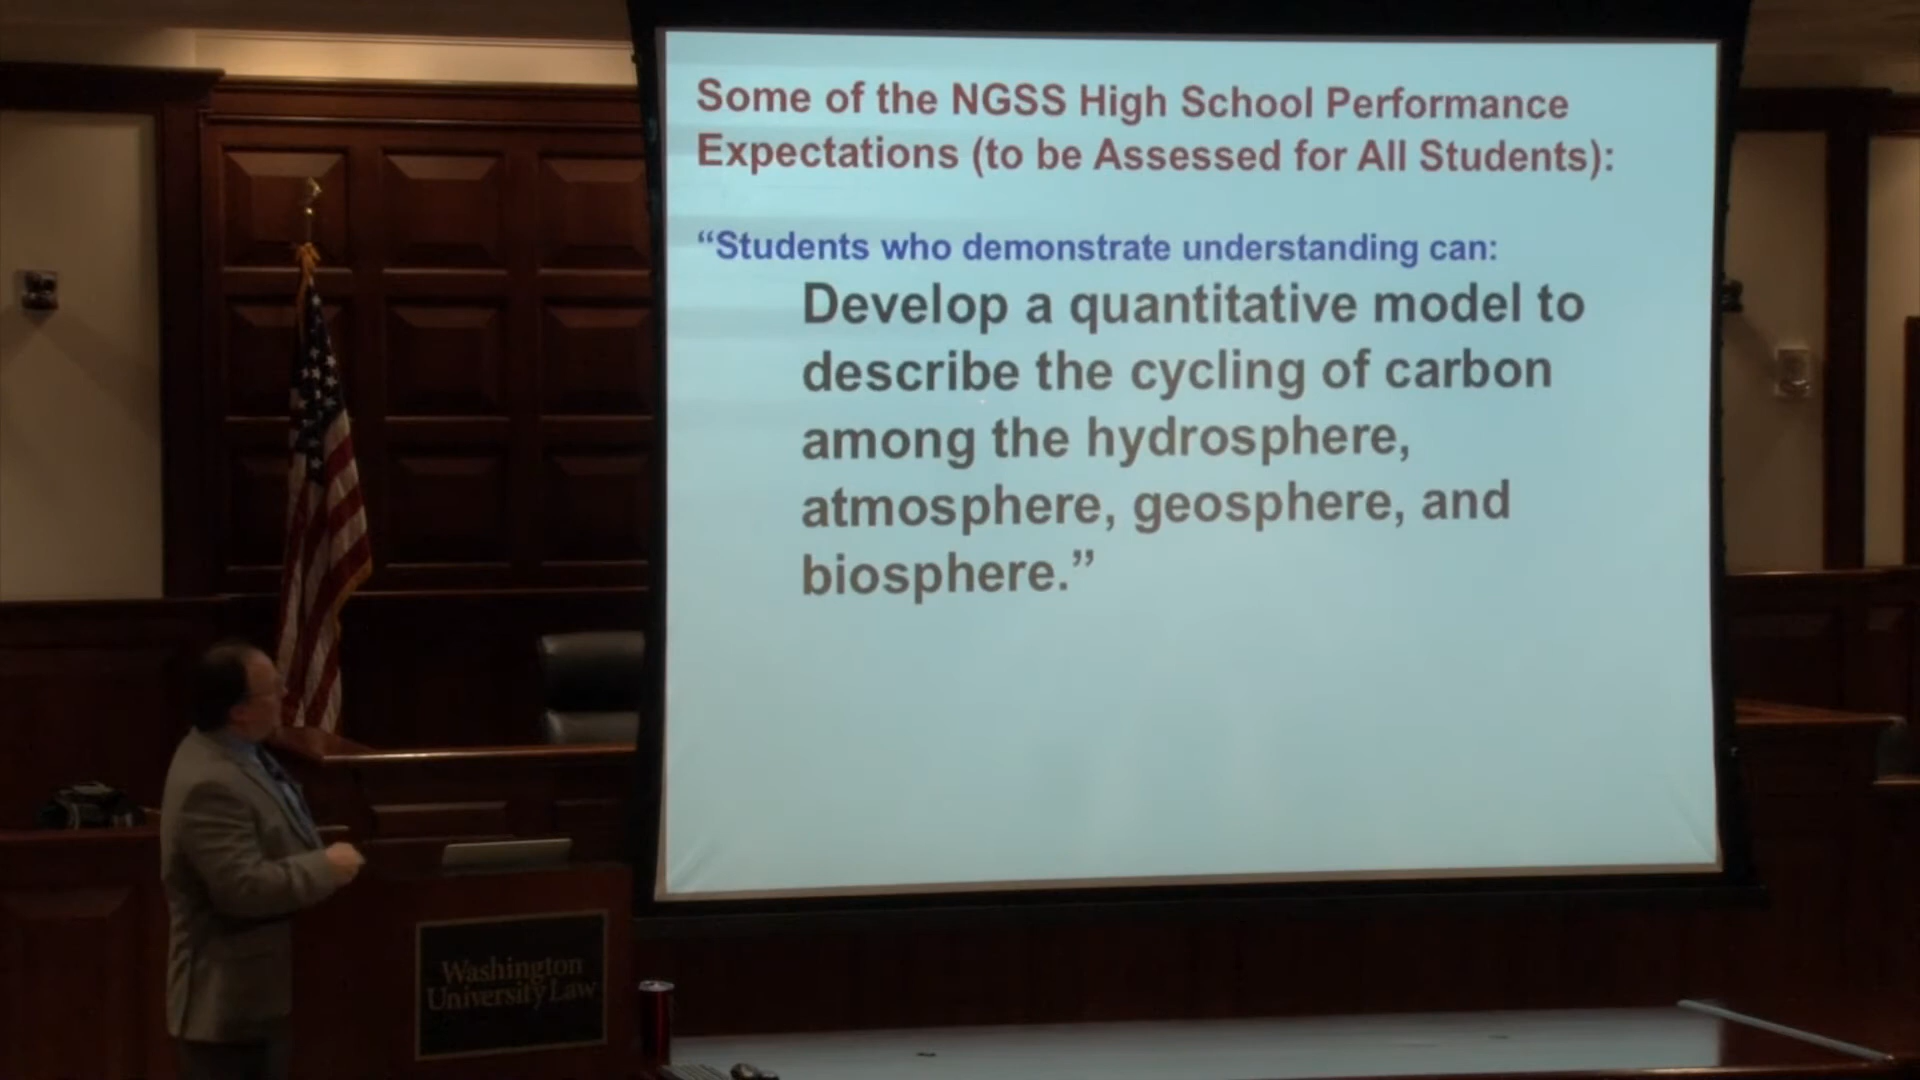 Some of the NGSS High School Performance
Expectations (to be Assessed for All Students):
“Students who demonstrate understanding can:
Develop a quantitative model to
describe the cycling of carbon
among the hydrosphere,
atmosphere, geosphere, and
biosphere.”
Washington
University Law